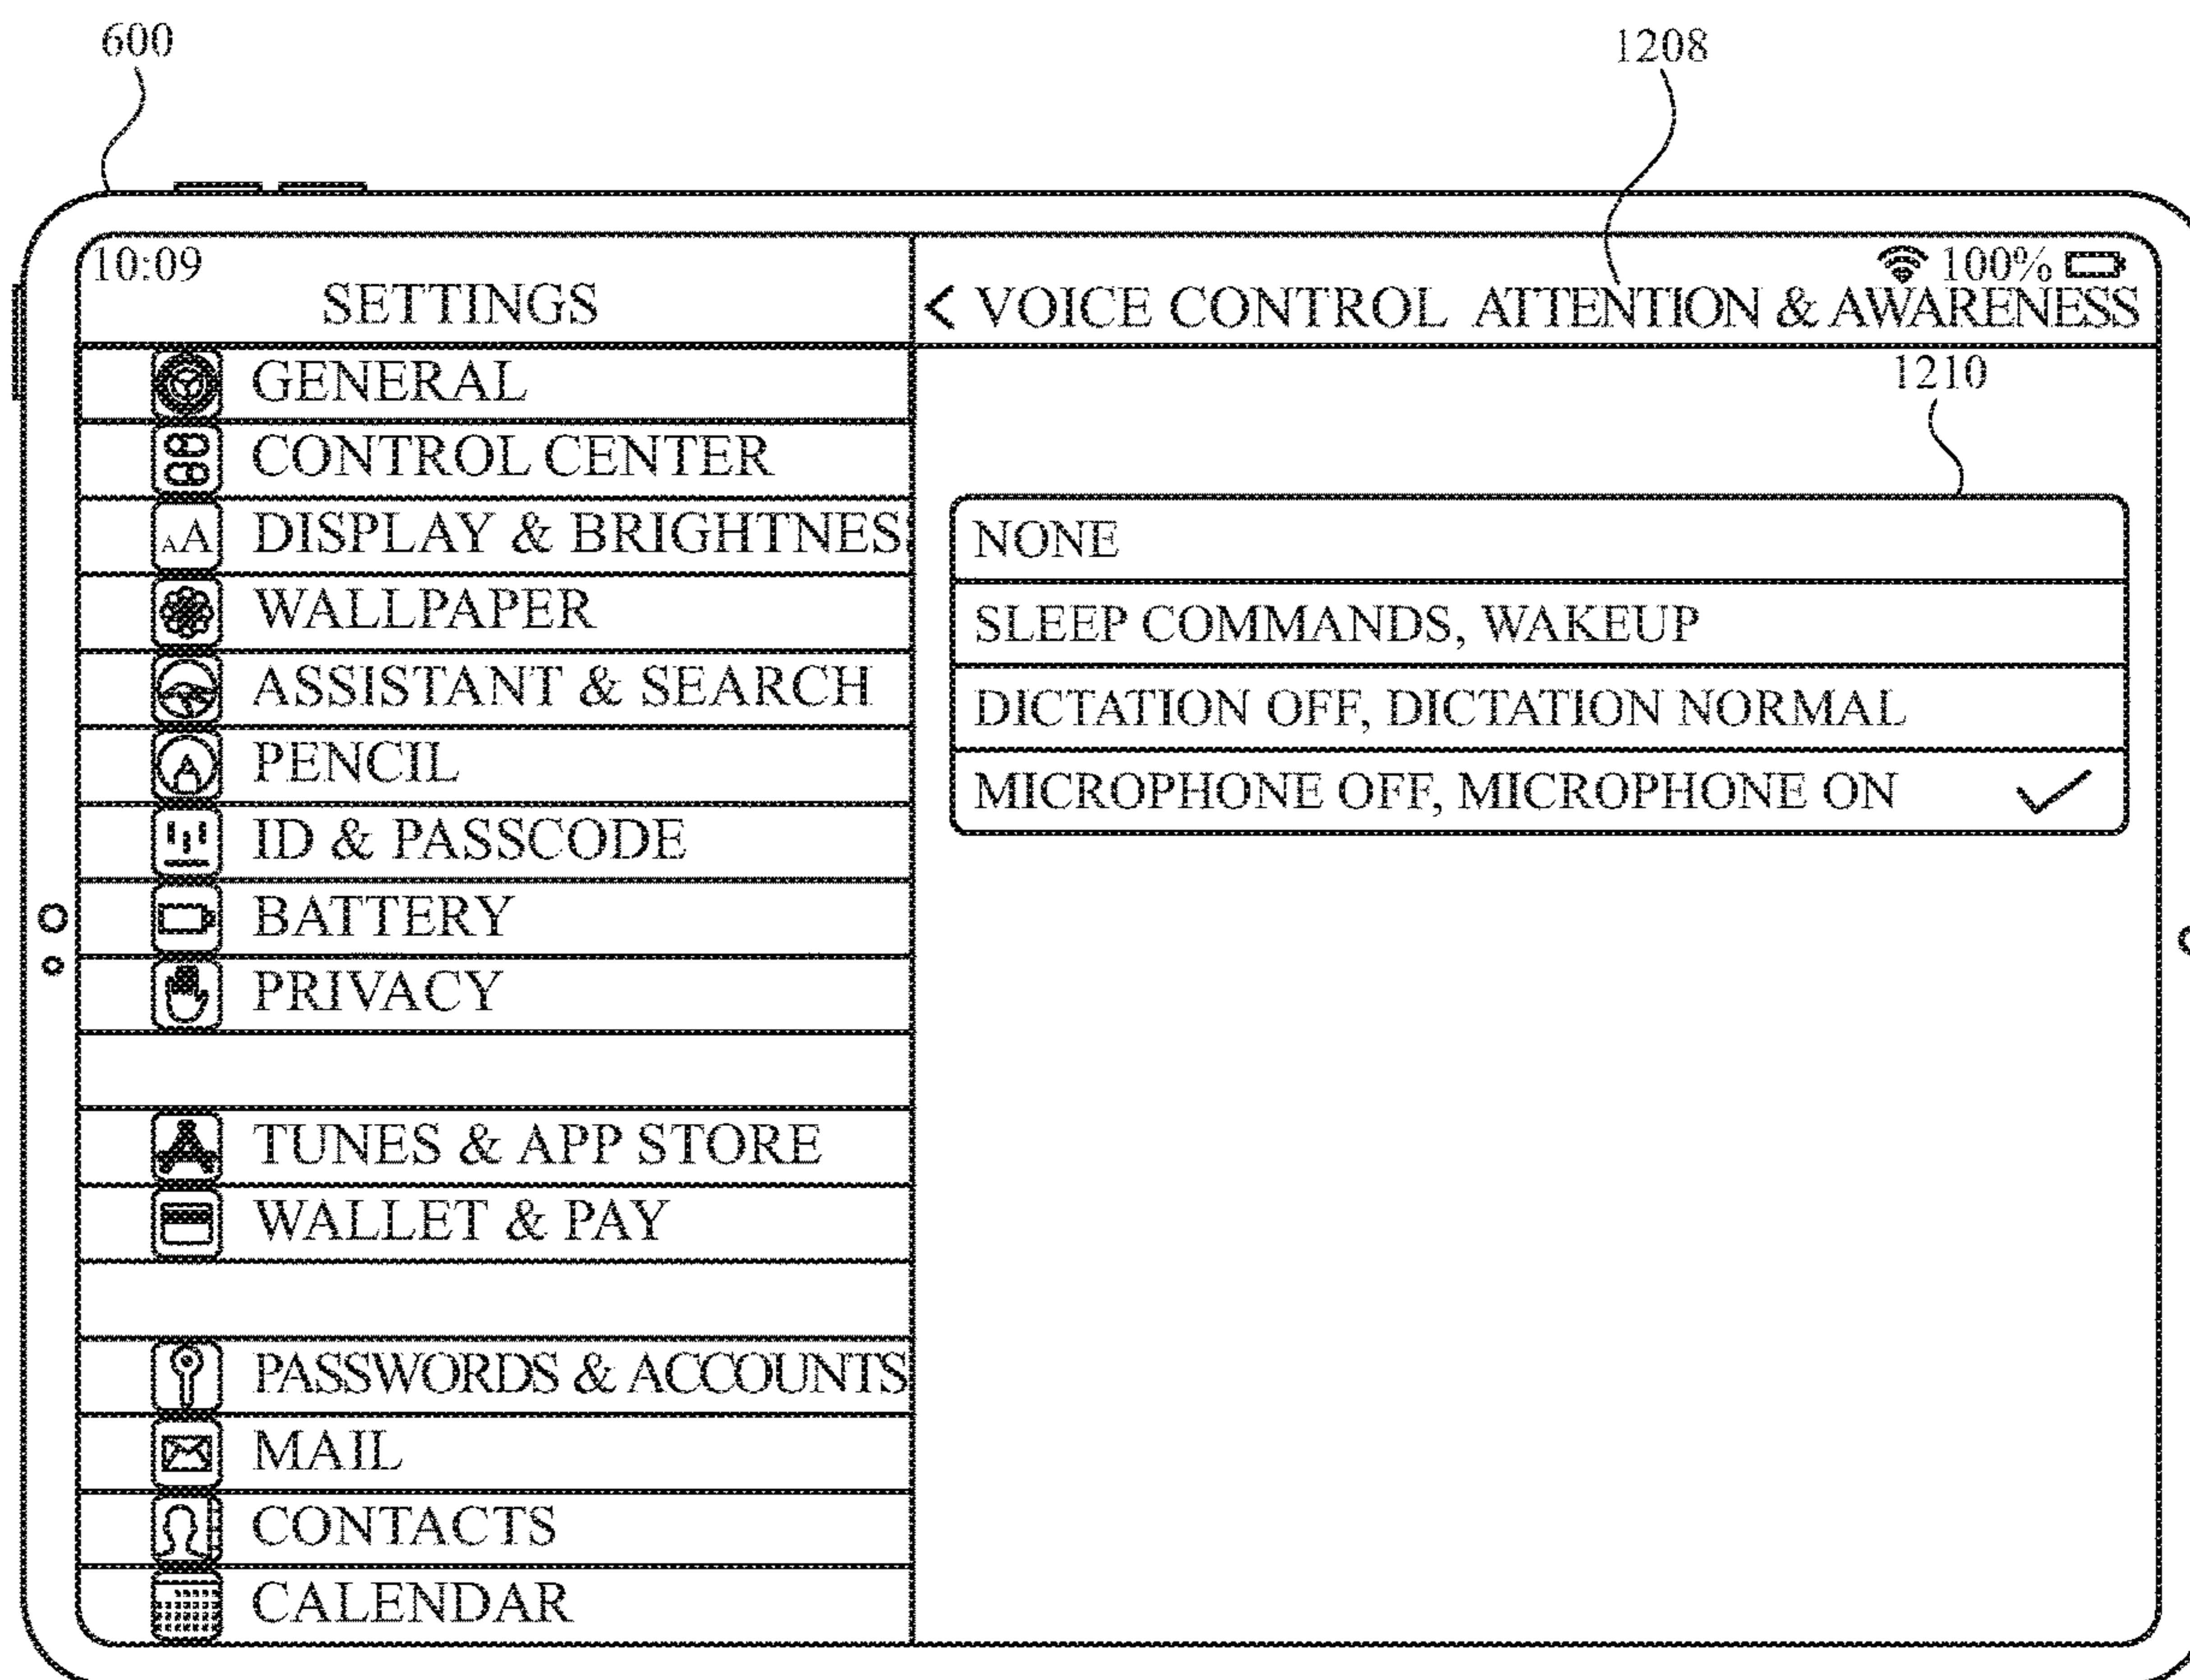 600
1208
10:09
100%
SETTINGS
< VOICE CONTROL ATTENTION & AWARENESS
1210
GENERAL
CONTROL CENTER
AA DISPLAY & BRIGHTNES
WALLPAPER
ASSISTANT & SEARCH
PENCIL
ID & PASSCODE
BATTERY
PRIVACY
TUNES & APP STORE
WALLET & PAY
PASSWORDS & ACCOUNTS
MAIL
CONTACTS
CALENDAR
NONE
SLEEP COMMANDS, WAKEUP
DICTATION OFF, DICTATION NORMAL
MICROPHONE OFF, MICROPHONE ON